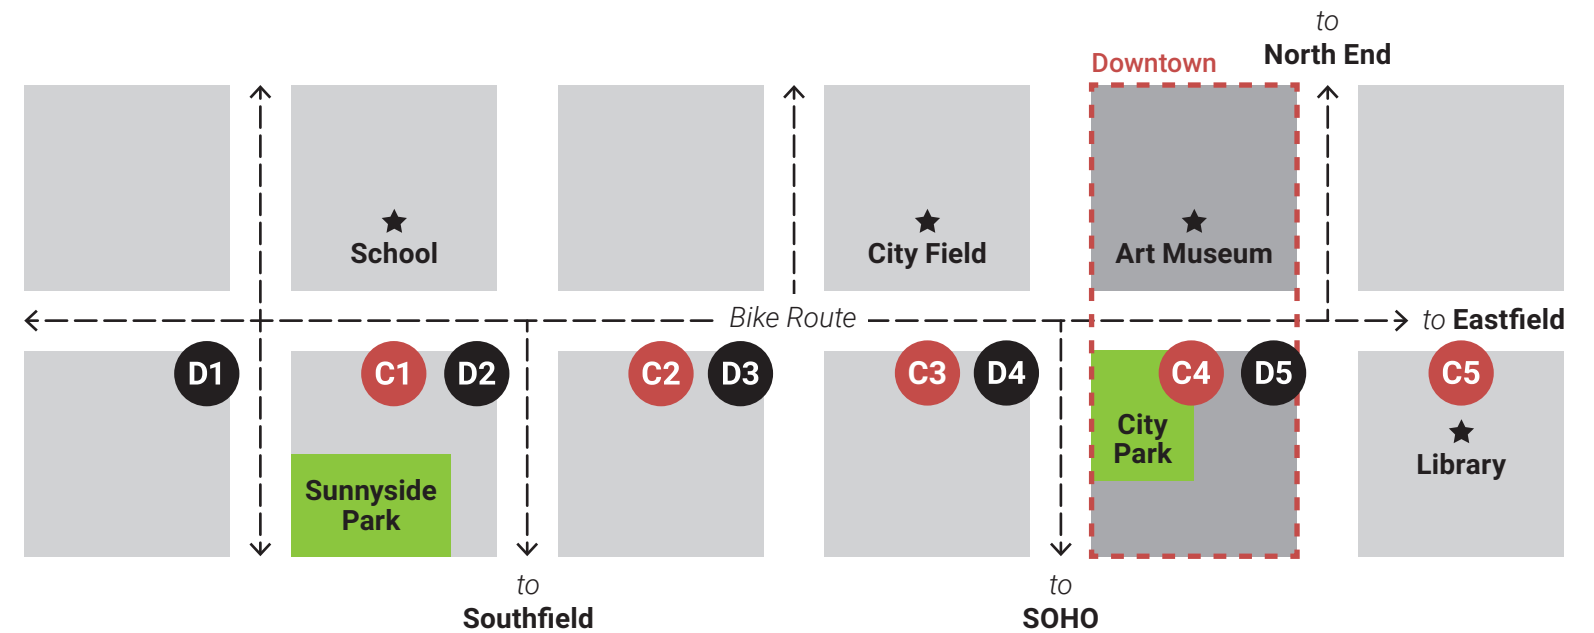 to
North End
Downtown
School
City Field
Art Museum
Bike Route
to Eastfield
D1
C1
D2
C2
D3
C3
D4
C4
D5
C5
City
Park
Library
Sunnyside
Park
to
Southfield
to
SOHO